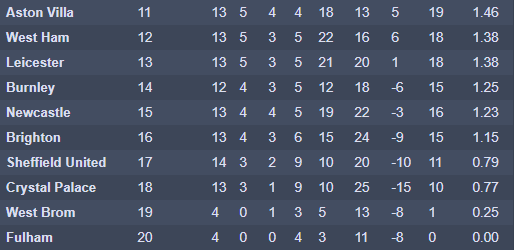 Aston Villa 11 13 5 4 4 18 13 5 19 1.46
West Ham 12 13 5 3 5 22 16 6 18 1.38
Leicester 13 13 5 3 5 21 20 1 18 1.38
Burnley 14 12 4 3 5 12 18 -6 15 1.25
Newcastle 15 13 4 4 5 19 22 -3 16 1.23
Brighton 16 13 4 3 6 15 24 -9 15 1.15
Sheffield United 17 14 3 2 9 10 20 -10 11 0.79
Crystal Palace 18 13 3 1 9 10 25 -15 10 0.77
West Brom 19 4 0 1 3 5 13 -8 1 0.25
Fulham 20 4 0 0 4 3 11 -8 0 0.00